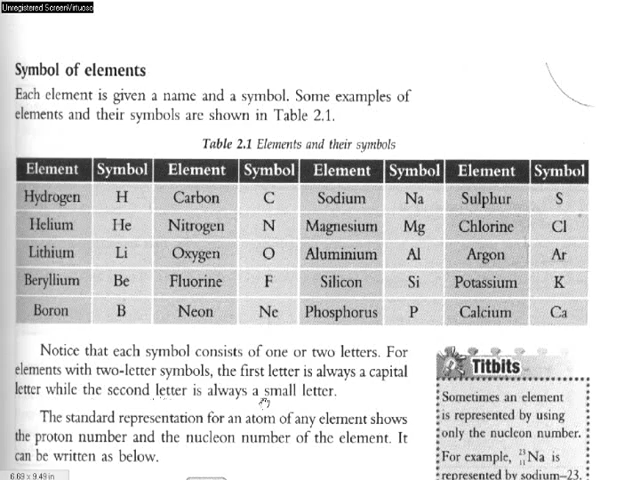 Unregistered ScreenVirtuoso
Symbol of elements
Each element is given a name and a symbol. Some examples of
elements and their symbols are shown in Table 2.1.
Table 2.1 Elements and their symbols
Element Symbol Element Symbol Element Symbol Element Symbol
Hydrogen H Carbon C Sodium Na Sulphur S
Helium He Nitrogen N Magnesium Mg Chlorine Cl
Lithium Li Oxygen O Aluminium Al Argon Ar
Beryllium Be Fluorine F Silicon Si Potassium K
Boron B Neon Ne Phosphorus P Calcium Ca
Notice that each symbol consists of one or two letters. For
elements with two-letter symbols, the first letter is always a capital
letter while the second letter is always a small letter.
The standard representation for an atom of any element shows
the proton number and the nucleon number of the element. It
can be written as below.
Titbits
Sometimes an element
is represented by using
only the nucleon number.
For example, ²³₁₁Na is
represented by sodium–23.
6.69 x 9.49 in